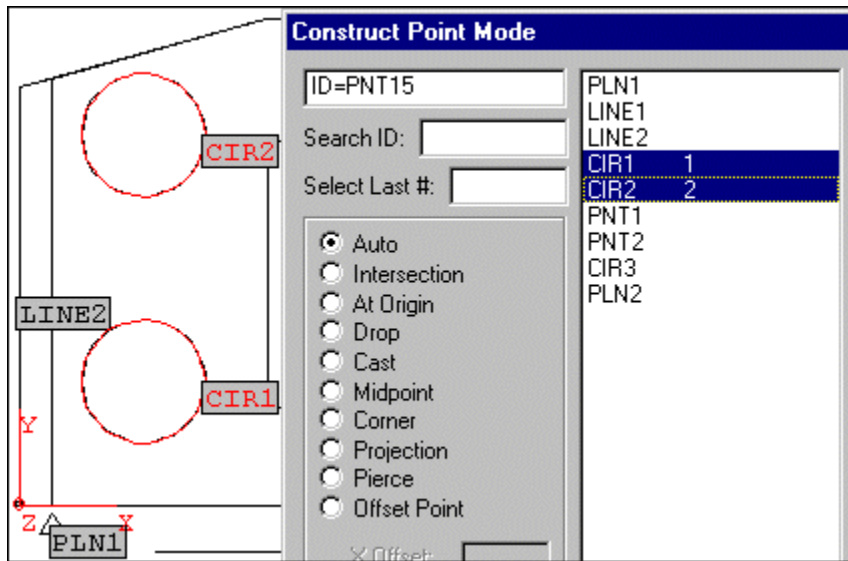 CIR2
LINE2
CIR1
Y
Z
X
PLN1
Construct Point Mode
ID=PNT15
Search ID:
Select Last #:
Auto
Intersection
At Origin
Drop
Cast
Midpoint
Corner
Projection
Pierce
Offset Point
X Offset:
PLN1
LINE1
LINE2
CIR1 1
CIR2 2
PNT1
PNT2
CIR3
PLN2